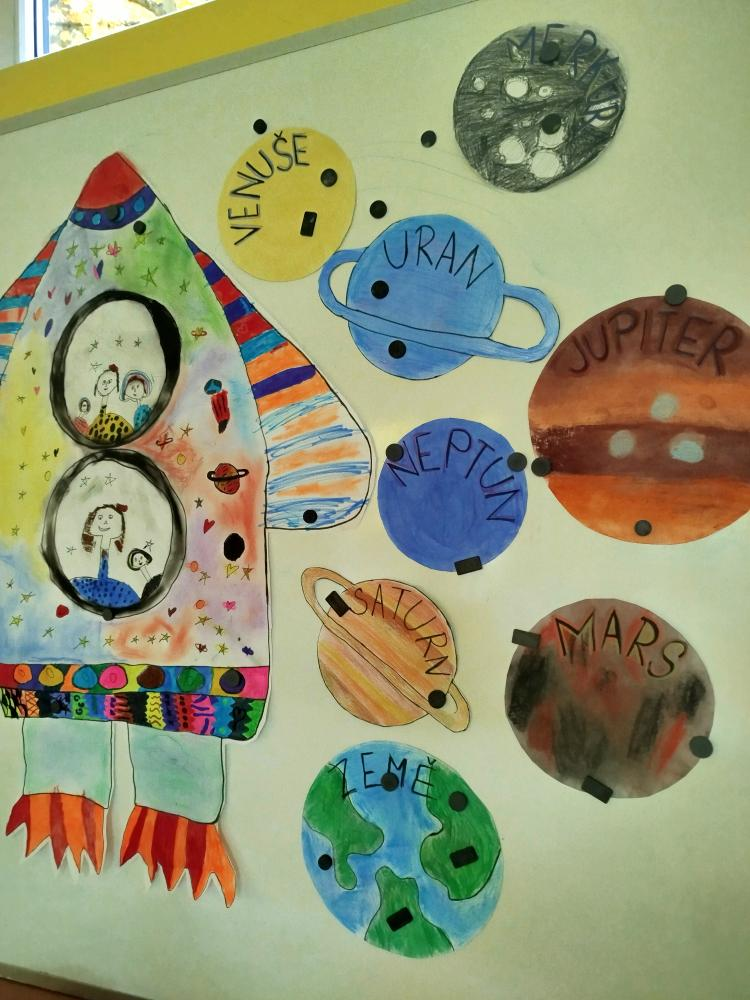 MERKUR
VENUŠE
URAN
JUPITER
NEPTUN
SATURN
MARS
ZEMĚ